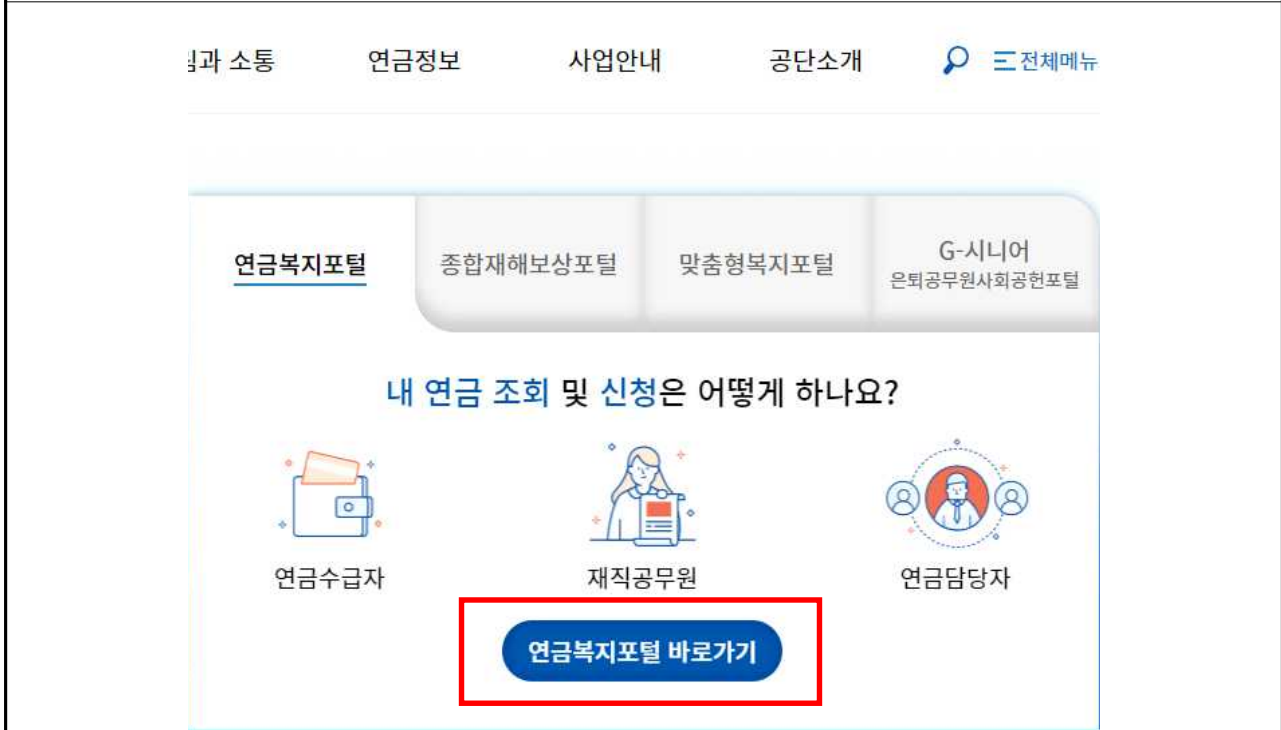 과 소통 연금정보 사업안내 공단소개 전체메뉴
연금복지포털 종합재해보상포털 맞춤형복지포털 G-시니어
은퇴공무원사회공헌포털
내 연금 조회 및 신청은 어떻게 하나요?
연금수급자 재직공무원 연금담당자
연금복지포털 바로가기